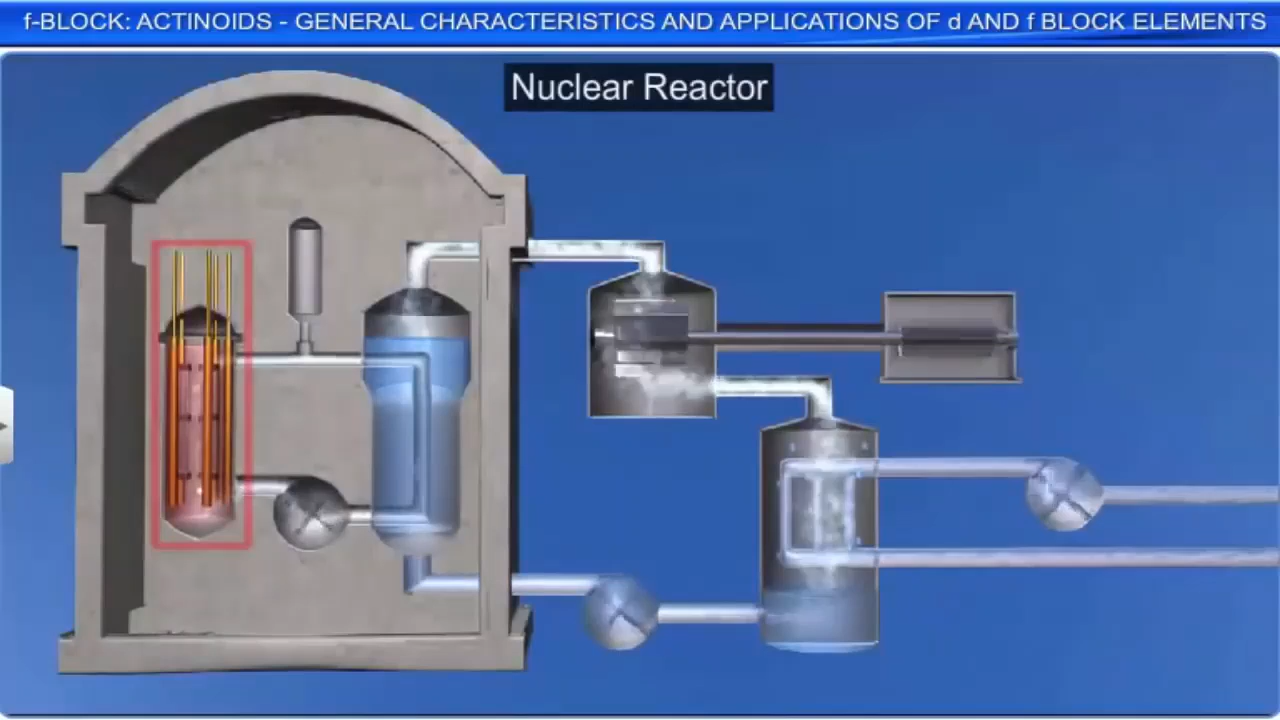 f-BLOCK: ACTINOIDS - GENERAL CHARACTERISTICS AND APPLICATIONS OF d AND f BLOCK ELEMENTS
Nuclear Reactor